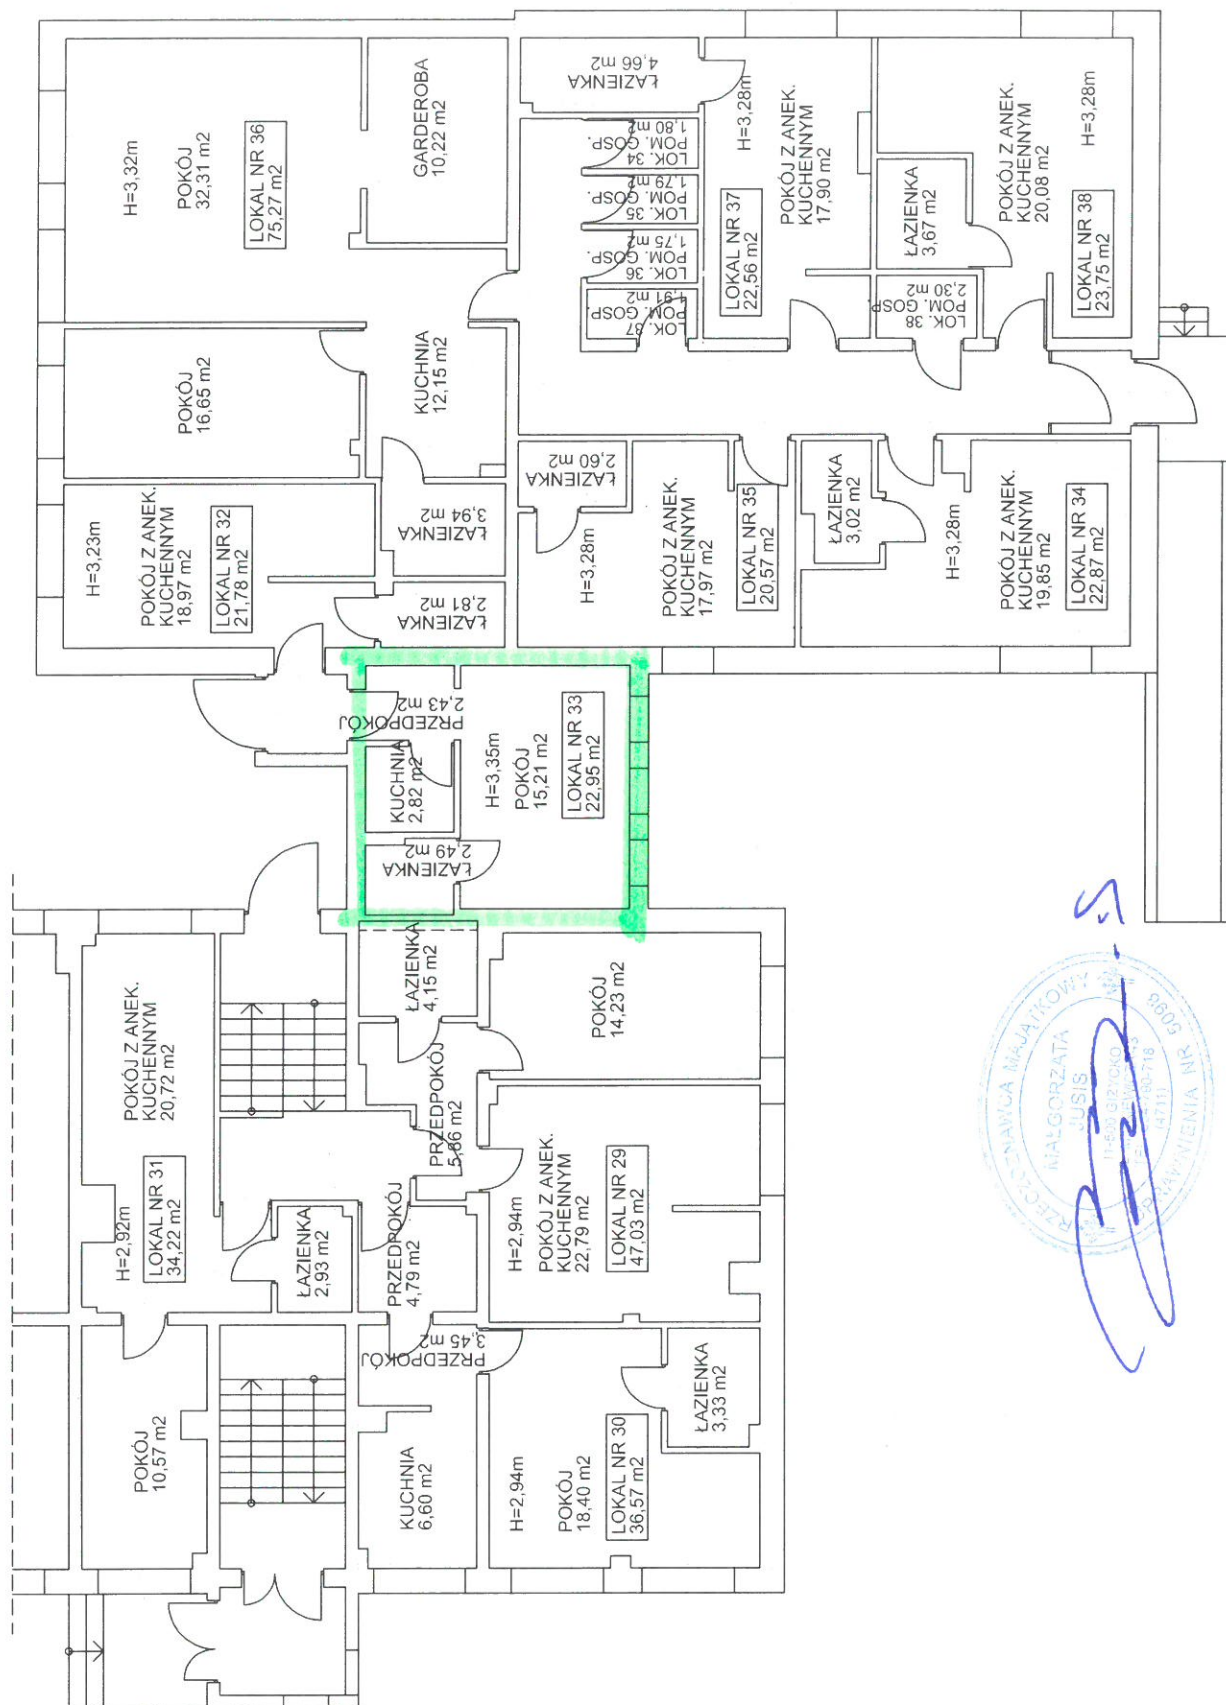 H=3,32m
POKÓJ
32,31 m2
LOKAL NR 36
75,27 m2
GARDEROBA
10,22 m2
POKÓJ
16,65 m2
KUCHNIA
12,15 m2
ŁAZIENKA
3,94 m2
H=3,23m
POKÓJ Z ANEK.
KUCHENNYM
18,97 m2
LOKAL NR 32
21,78 m2
ŁAZIENKA
2,81 m2
ŁAZIENKA
4,66 m2
LOK. 34
POM. GOSP.
1,80 m2
LOK. 35
POM. GOSP.
1,79 m2
LOK. 36
POM. GOSP.
1,75 m2
LOK. 37
POM. GOSP.
1,91 m2
H=3,28m
POKÓJ Z ANEK.
KUCHENNYM
17,90 m2
LOKAL NR 37
22,56 m2
ŁAZIENKA
3,67 m2
LOK. 38
POM. GOSP.
2,30 m2
H=3,28m
POKÓJ Z ANEK.
KUCHENNYM
20,08 m2
LOKAL NR 38
23,75 m2
ŁAZIENKA
2,60 m2
H=3,28m
POKÓJ Z ANEK.
KUCHENNYM
17,97 m2
LOKAL NR 35
20,57 m2
ŁAZIENKA
3,02 m2
H=3,28m
POKÓJ Z ANEK.
KUCHENNYM
19,85 m2
LOKAL NR 34
22,87 m2
PRZEDPOKÓJ
2,43 m2
KUCHNIA
2,82 m2
ŁAZIENKA
2,49 m2
H=3,35m
POKÓJ
15,21 m2
LOKAL NR 33
22,95 m2
POKÓJ Z ANEK.
KUCHENNYM
20,72 m2
H=2,92m
LOKAL NR 31
34,22 m2
ŁAZIENKA
2,93 m2
POKÓJ
10,57 m2
ŁAZIENKA
4,15 m2
PRZEDPOKÓJ
5,86 m2
POKÓJ
14,23 m2
PRZEDPOKÓJ
4,79 m2
H=2,94m
POKÓJ Z ANEK.
KUCHENNYM
22,79 m2
LOKAL NR 29
47,03 m2
PRZEDPOKÓJ
3,45 m2
KUCHNIA
6,60 m2
H=2,94m
POKÓJ
18,40 m2
LOKAL NR 30
36,57 m2
ŁAZIENKA
3,33 m2
RZECZOZNAWCA MAJĄTKOWY
MAŁGORZATA
JUSIS
11-500 GIŻYCKO
UPRAWNIENIA NR 5098